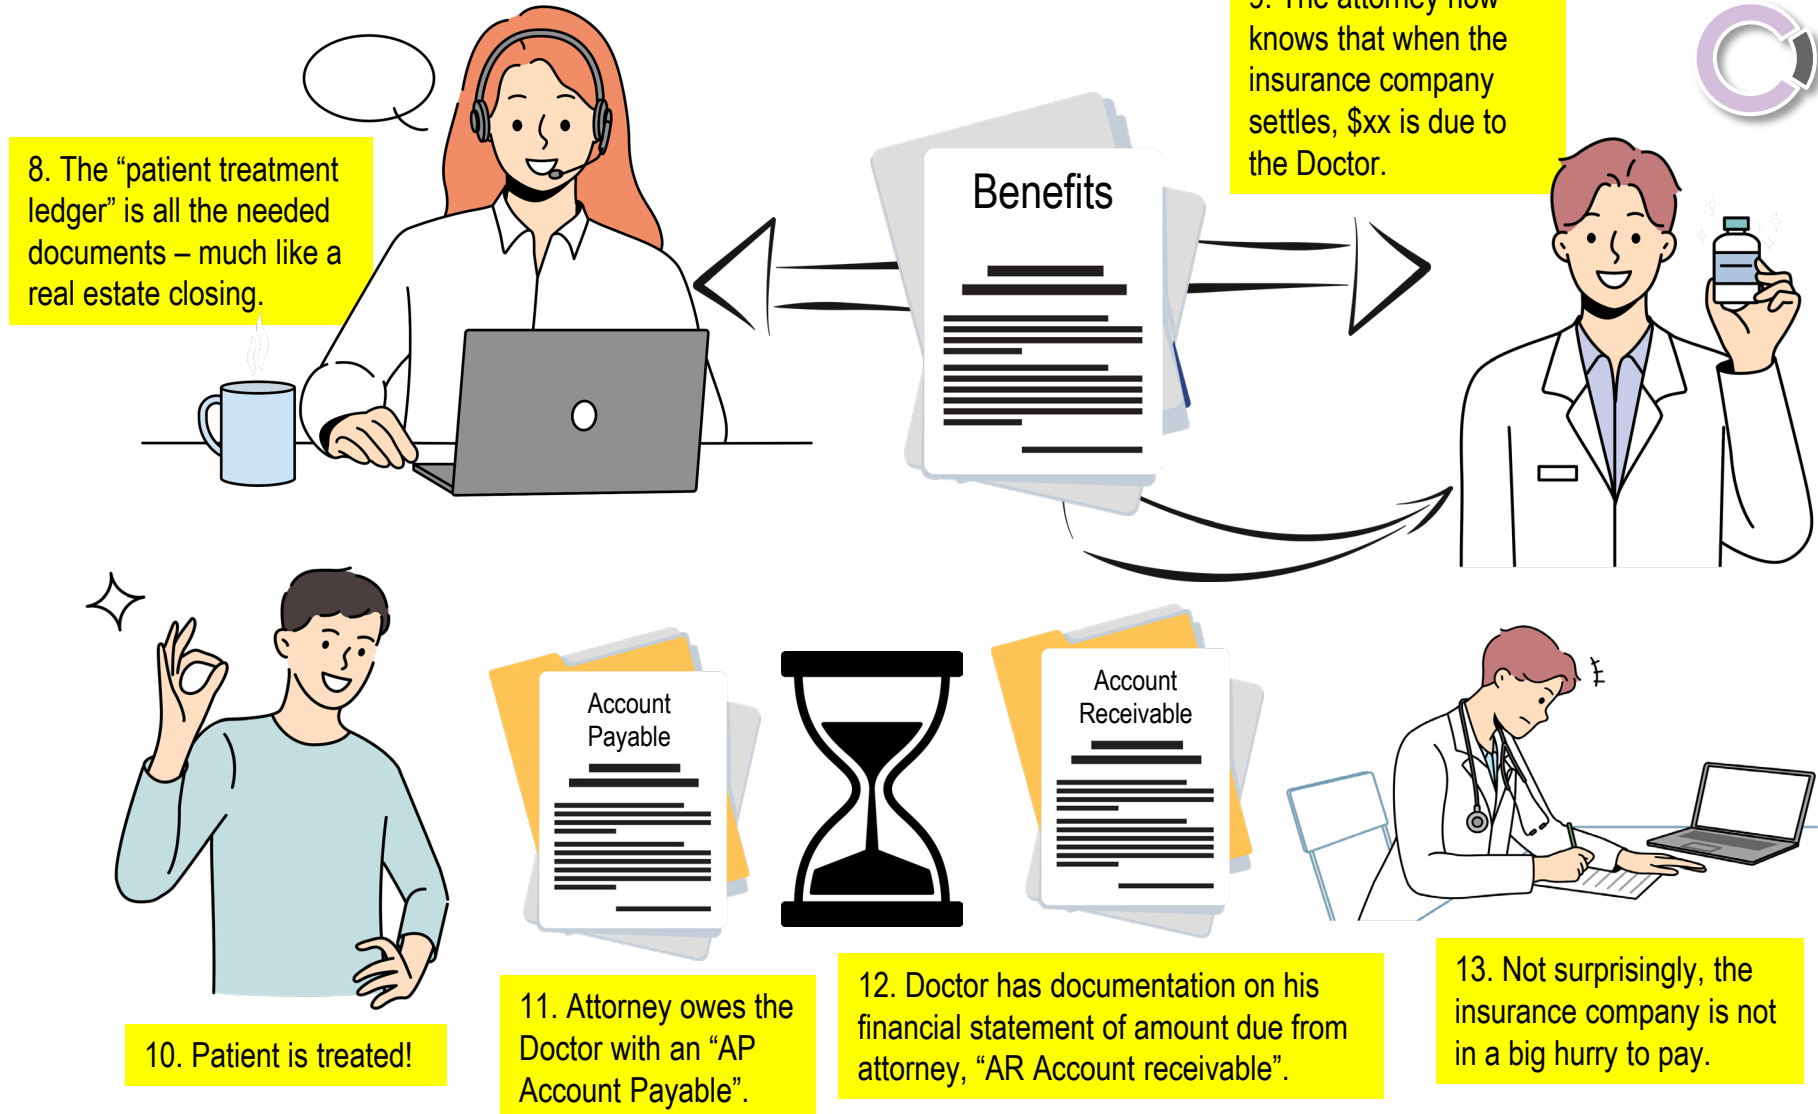 8. The “patient treatment
ledger” is all the needed
documents – much like a
real estate closing.
Benefits
9. The attorney now
knows that when the
insurance company
settles, $xx is due to
the Doctor.
Account
Payable
Account
Receivable
10. Patient is treated!
11. Attorney owes the
Doctor with an “AP
Account Payable”.
12. Doctor has documentation on his
financial statement of amount due from
attorney, “AR Account receivable”.
13. Not surprisingly, the
insurance company is not
in a big hurry to pay.